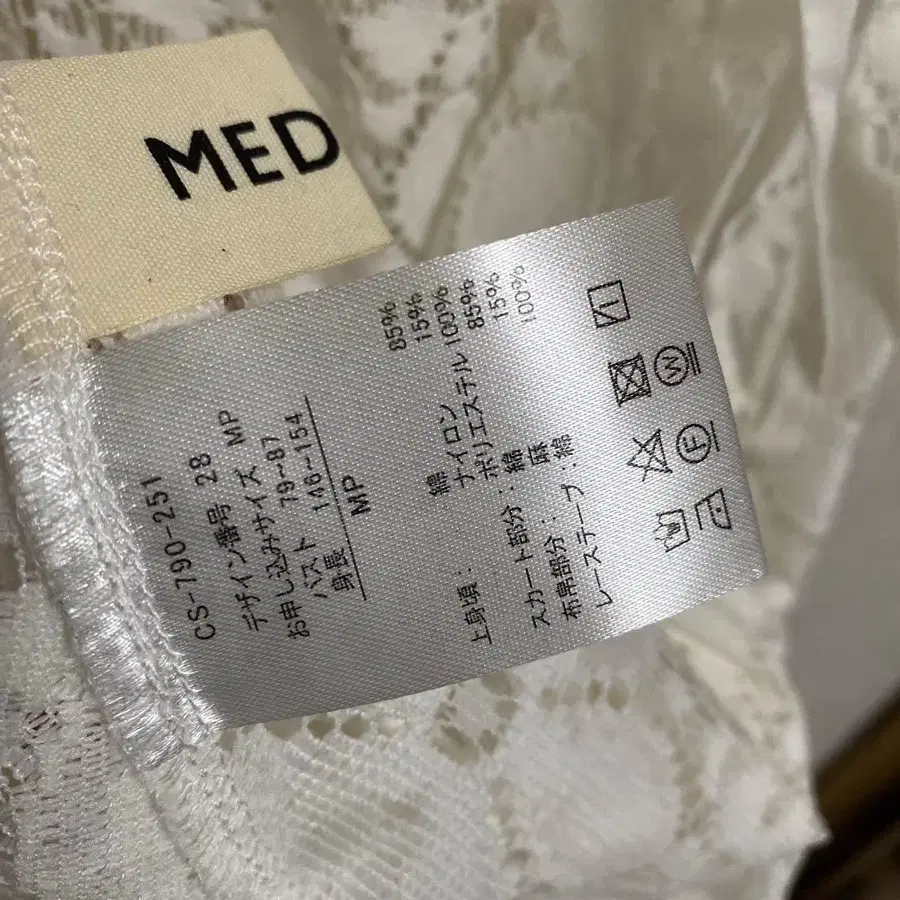 MED
CS-790-251
デザイン番号 28
お申し込みサイズ MP
バスト 79~87
身長 146~154
MP
上身頃: 綿 85%
ナイロン 15%
ポリエステル 100%
スカート部分: 綿 85%
布帛部分: 麻 15%
レーステープ: 綿 100%
W
F